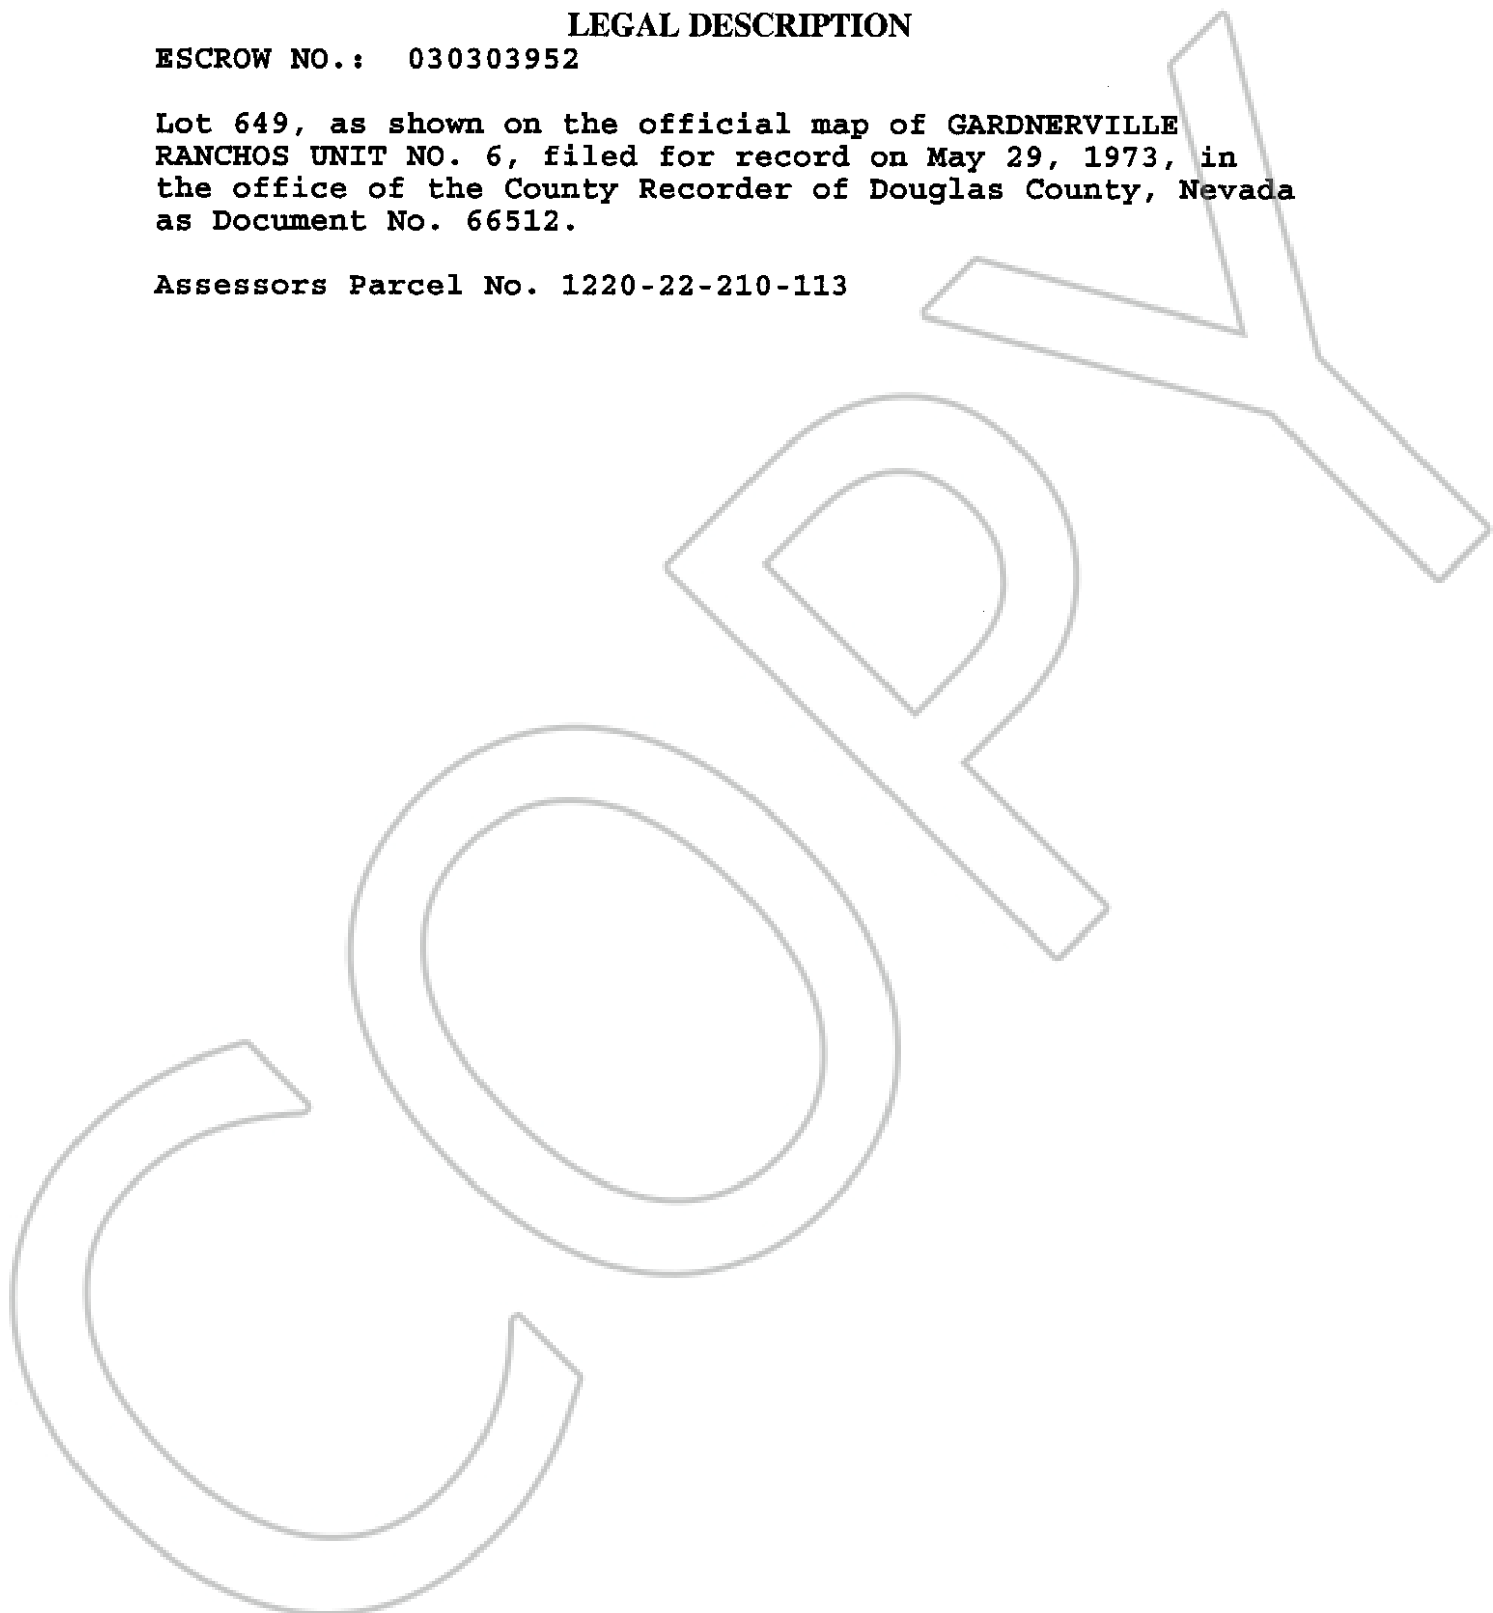 LEGAL DESCRIPTION
ESCROW NO.: 030303952
Lot 649, as shown on the official map of GARDNERVILLE
RANCHOS UNIT NO. 6, filed for record on May 29, 1973, in
the office of the County Recorder of Douglas County, Nevada
as Document No. 66512.
Assessors Parcel No. 1220-22-210-113
COPY